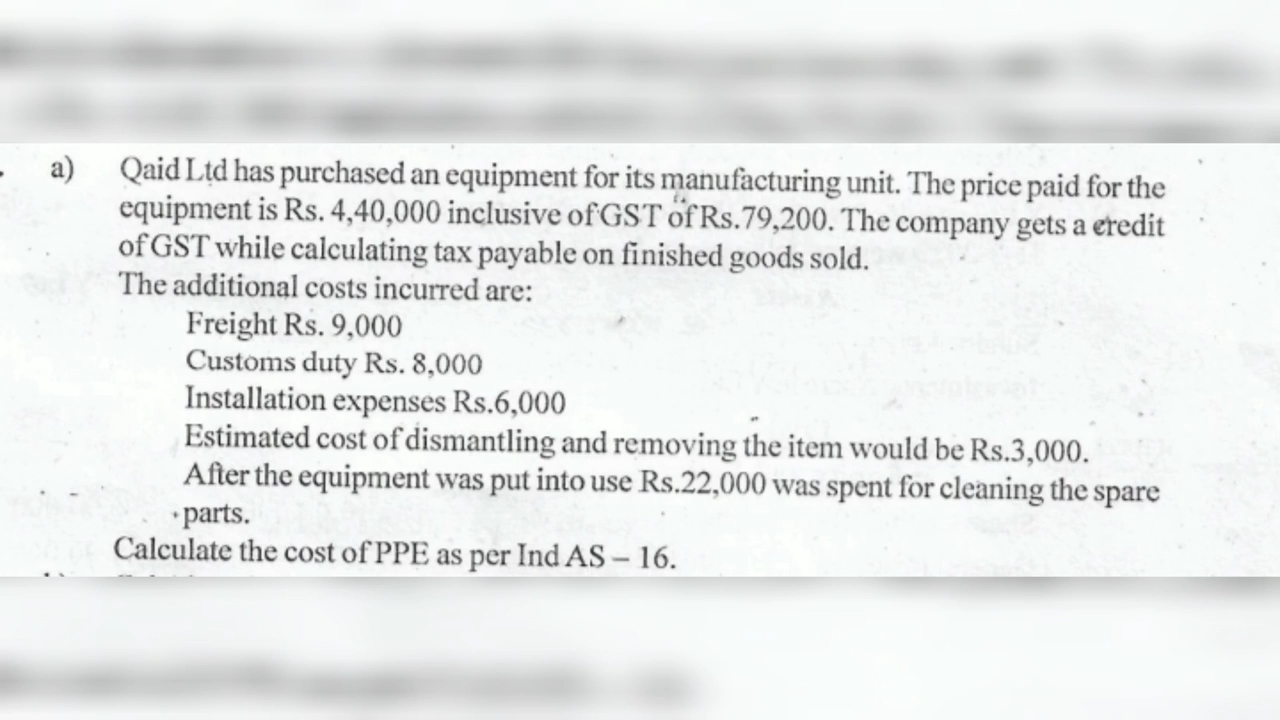 a) Qaid Ltd has purchased an equipment for its manufacturing unit. The price paid for the
equipment is Rs. 4,40,000 inclusive of GST of Rs.79,200. The company gets a credit
of GST while calculating tax payable on finished goods sold.
The additional costs incurred are:
Freight Rs. 9,000
Customs duty Rs. 8,000
Installation expenses Rs.6,000
Estimated cost of dismantling and removing the item would be Rs.3,000.
After the equipment was put into use Rs.22,000 was spent for cleaning the spare
parts.
Calculate the cost of PPE as per Ind AS – 16.